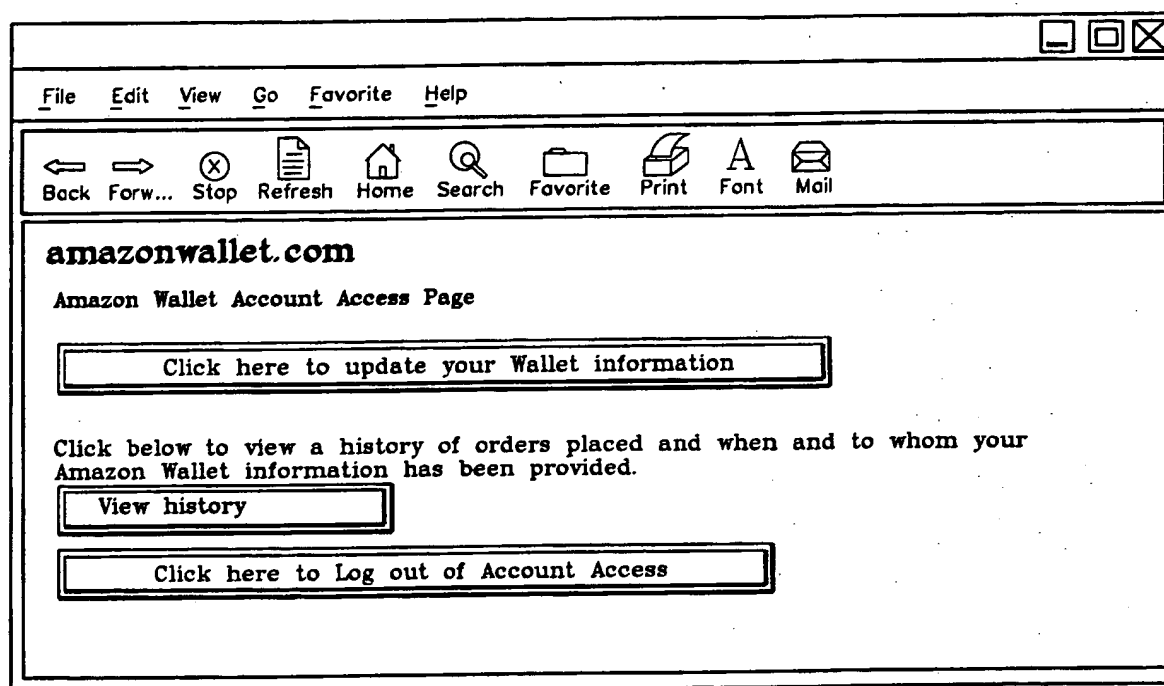 File Edit View Go Favorite Help
Back Forw... Stop Refresh Home Search Favorite Print Font Mail
amazonwallet.com
Amazon Wallet Account Access Page
Click here to update your Wallet information
Click below to view a history of orders placed and when and to whom your
Amazon Wallet information has been provided.
View history
Click here to Log out of Account Access